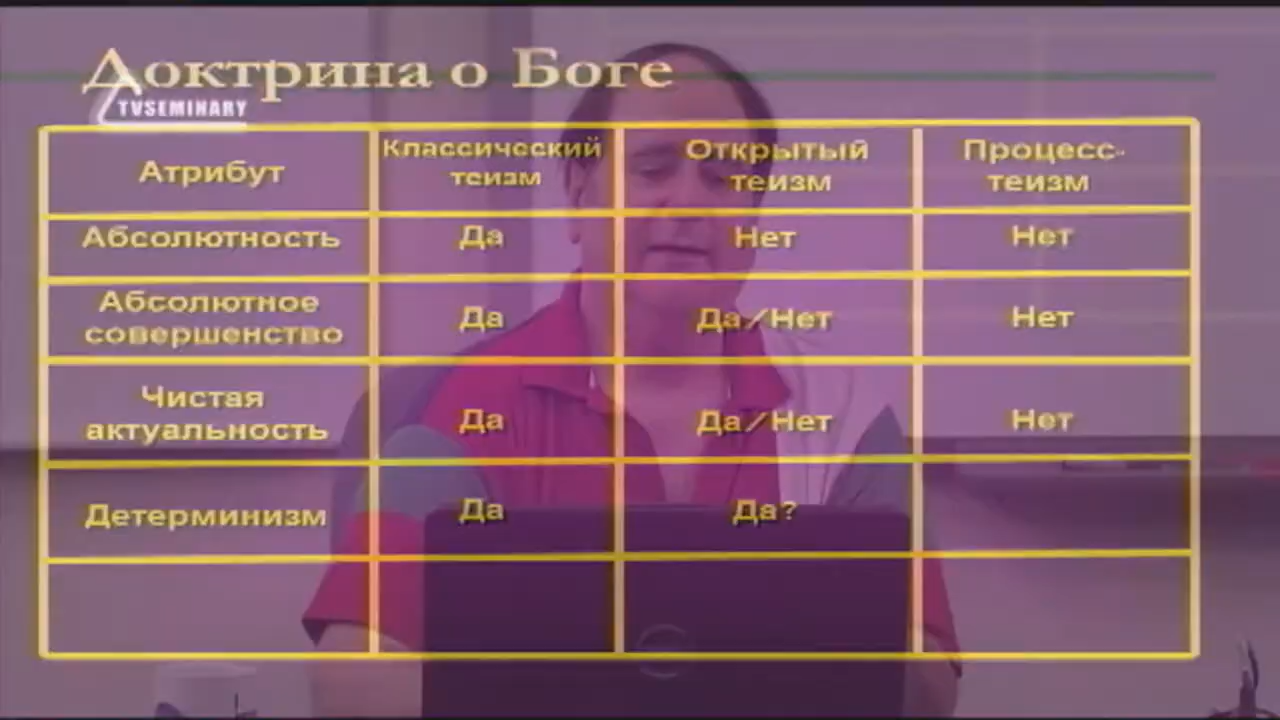 Доктрина о Боге
TVSEMINARY
Атрибут
Классический
теизм
Открытый
теизм
Процесс-
теизм
Абсолютность
Да
Нет
Нет
Абсолютное
совершенство
Да
Да/Нет
Нет
Чистая
актуальность
Да
Да/Нет
Нет
Детерминизм
Да
Да?